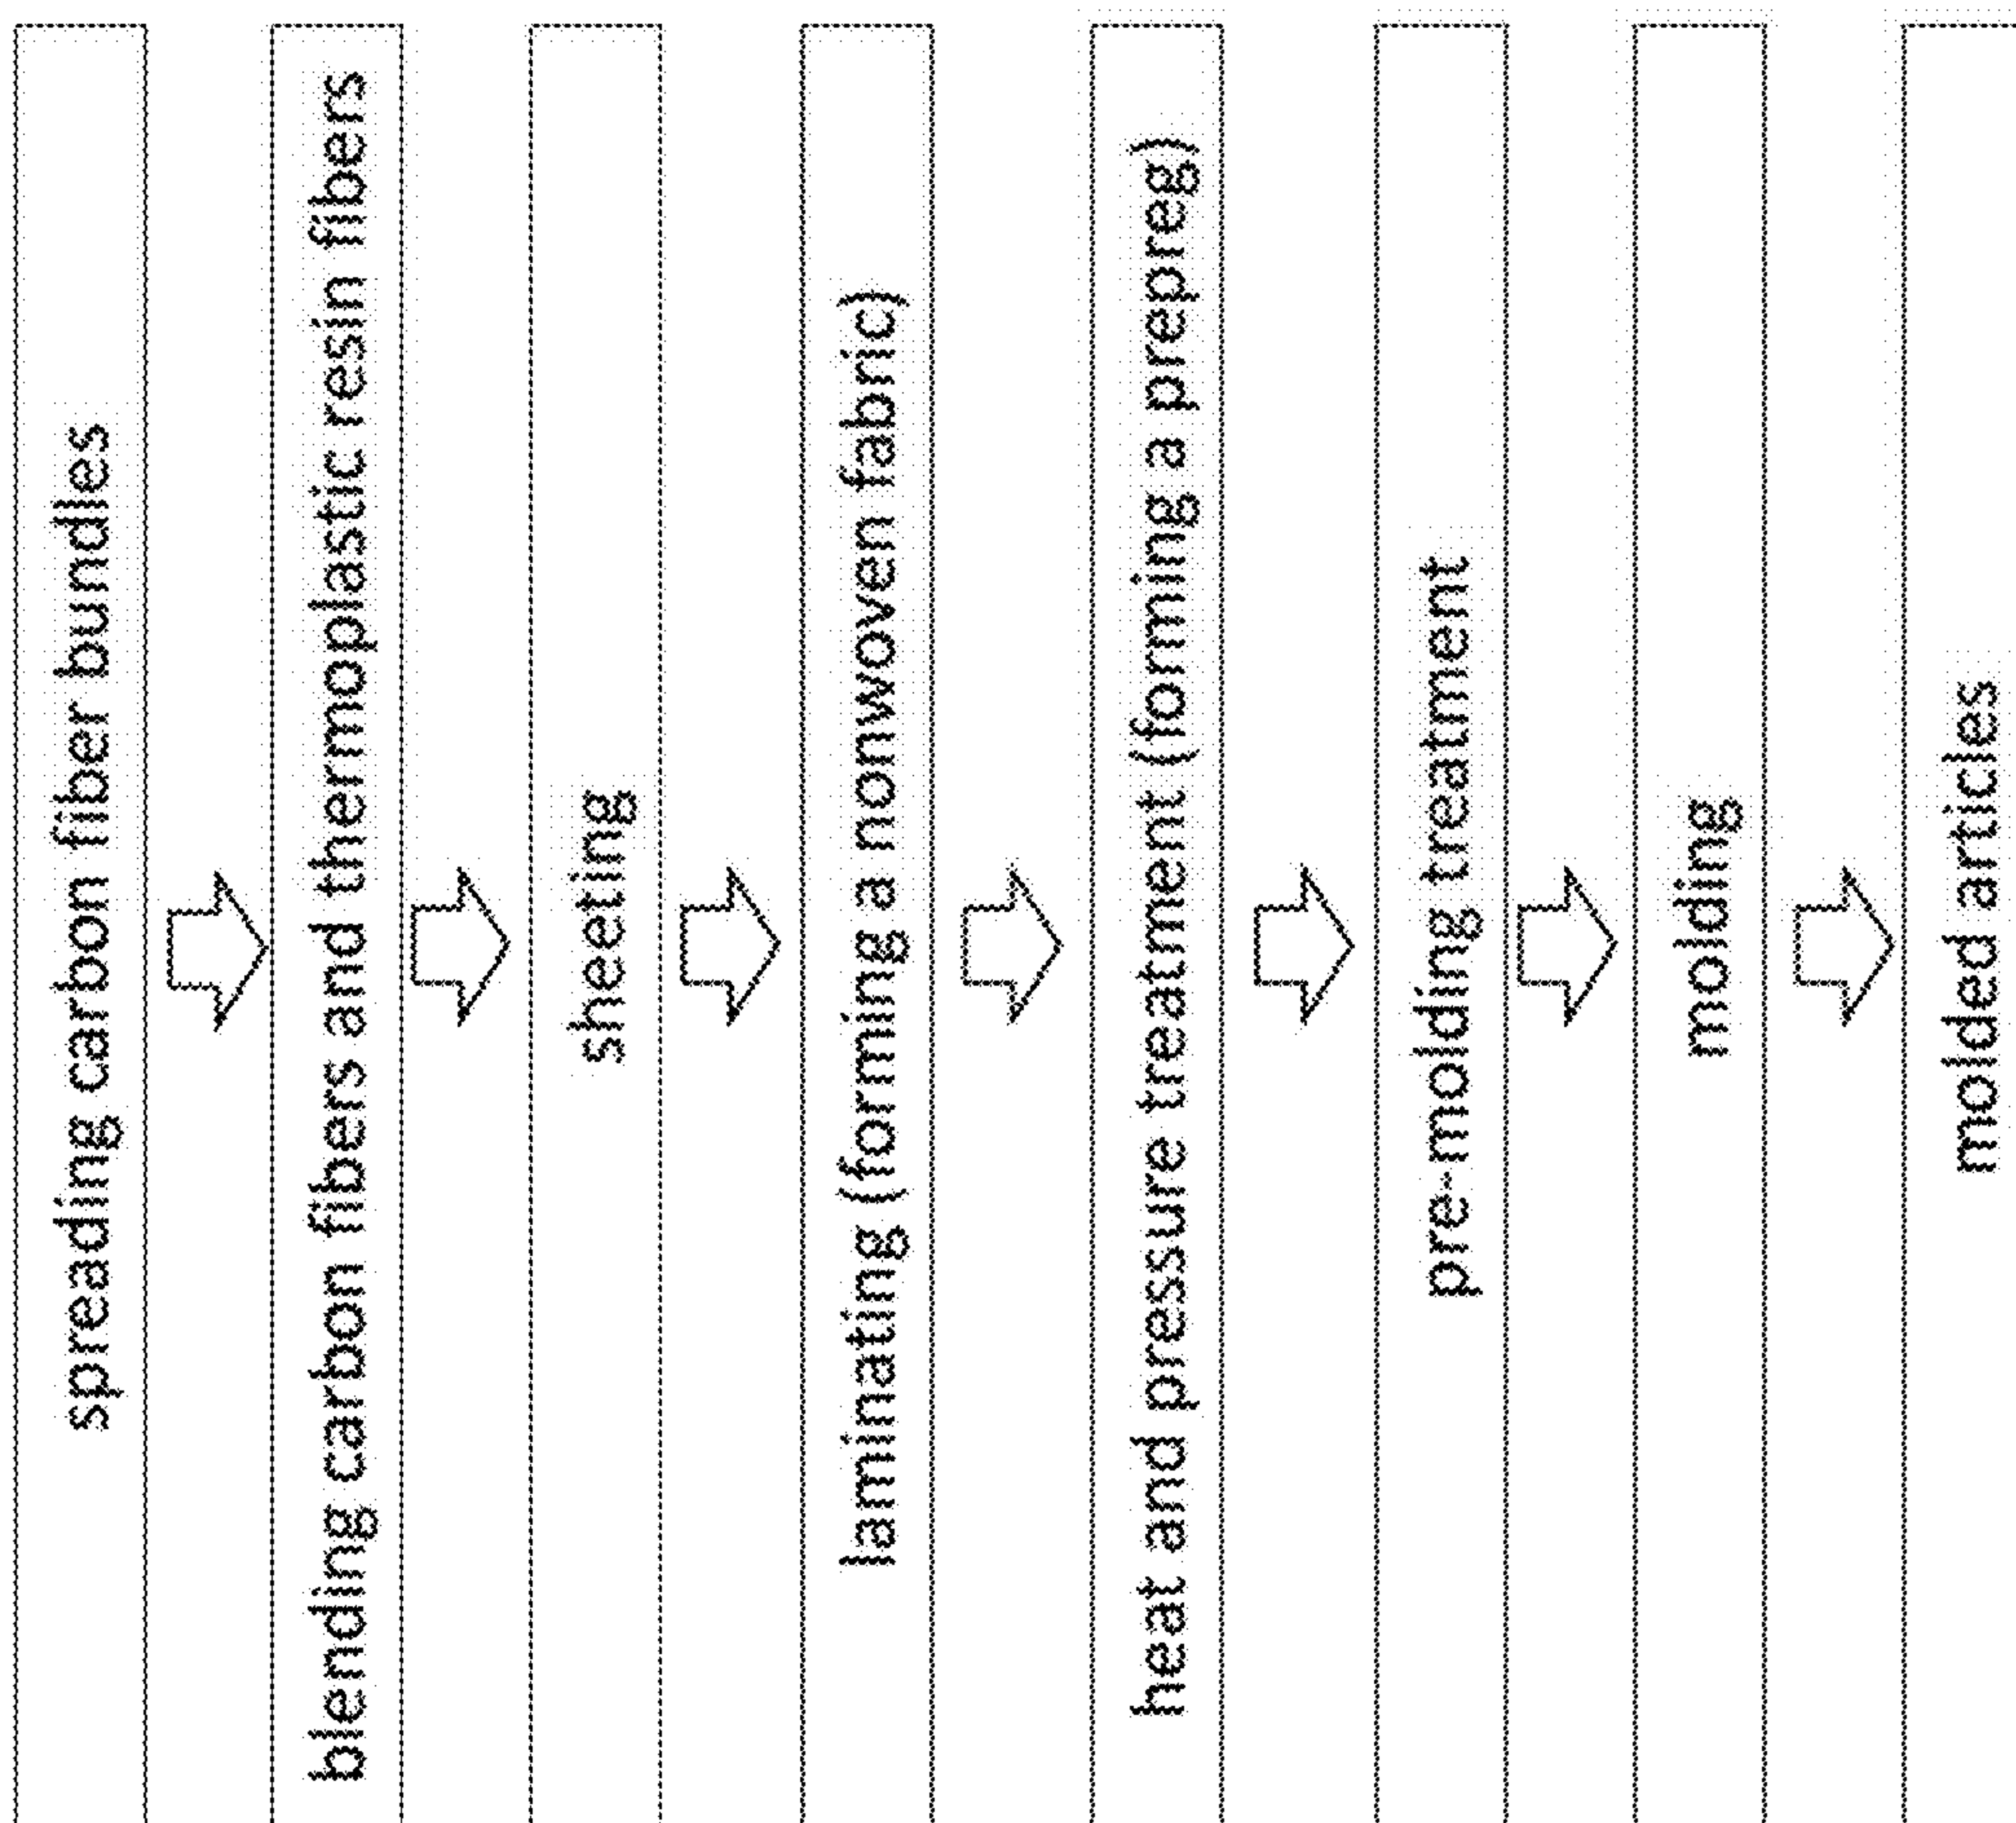 spreading carbon fiber bundles
blending carbon fibers and thermoplastic resin fibers
sheeting
laminating (forming a nonwoven fabric)
heat and pressure treatment (forming a prepreg)
pre-molding treatment
molding
molded articles